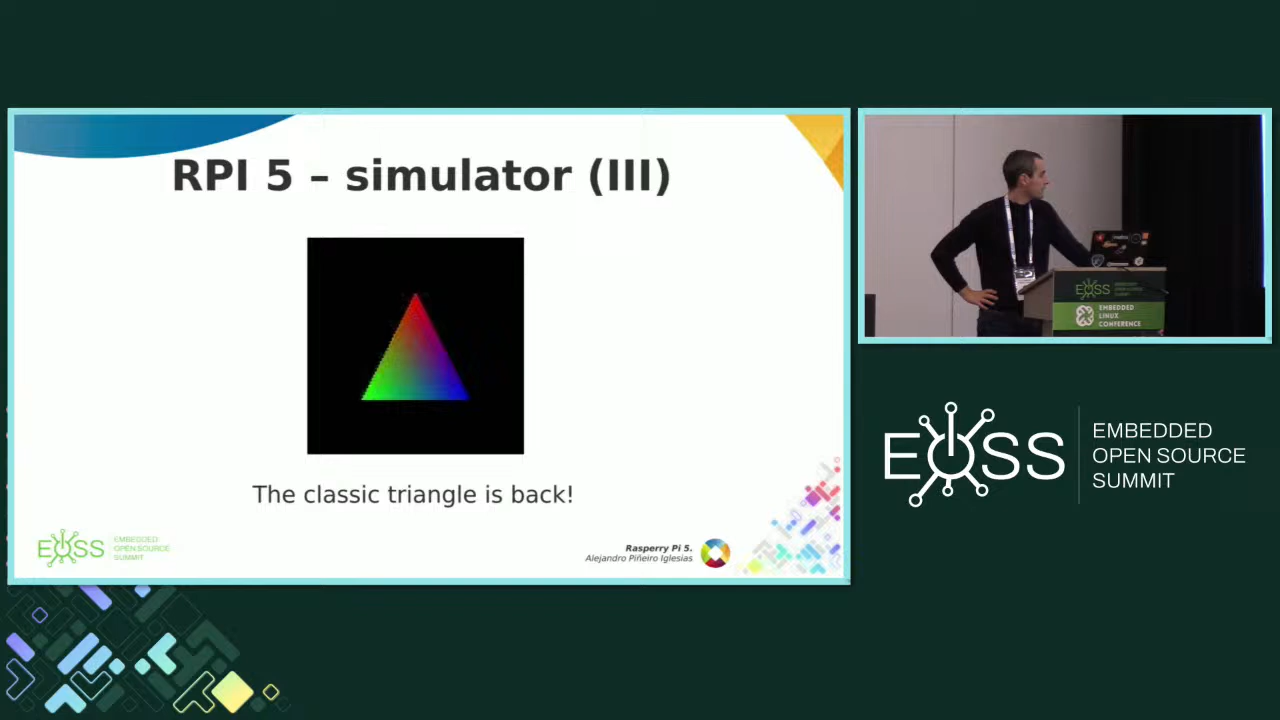 RPI 5 – simulator (III)
The classic triangle is back!
EOSS
EMBEDDED
OPEN SOURCE
SUMMIT
Rasperry Pi 5.
Alejandro Piñeiro Iglesias
EOSS
EMBEDDED
LINUX
CONFERENCE
EOSS
EMBEDDED
OPEN SOURCE
SUMMIT